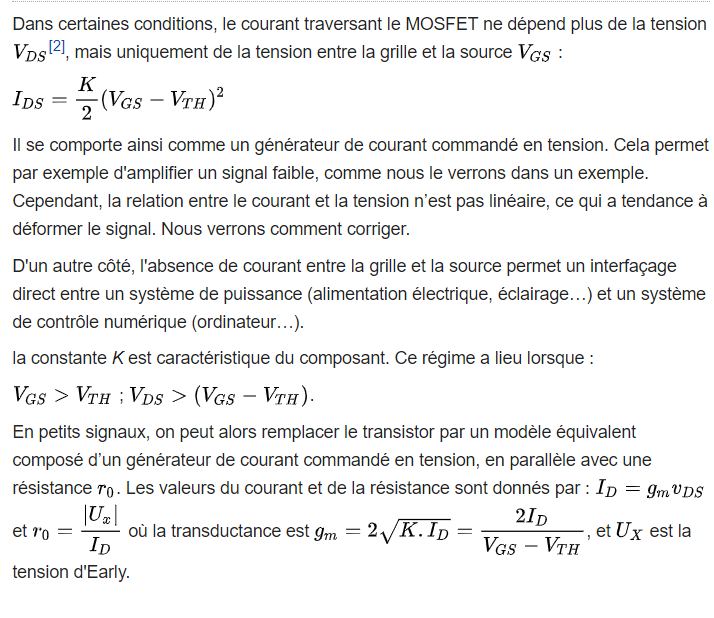 Dans certaines conditions, le courant traversant le MOSFET ne dépend plus de la tension
V_{DS}^{[2]}, mais uniquement de la tension entre la grille et la source V_{GS} :
I_{DS} = \frac{K}{2}(V_{GS} − V_{TH})^2
Il se comporte ainsi comme un générateur de courant commandé en tension. Cela permet
par exemple d'amplifier un signal faible, comme nous le verrons dans un exemple.
Cependant, la relation entre le courant et la tension n’est pas linéaire, ce qui a tendance à
déformer le signal. Nous verrons comment corriger.
D'un autre côté, l'absence de courant entre la grille et la source permet un interfaçage
direct entre un système de puissance (alimentation électrique, éclairage…) et un système
de contrôle numérique (ordinateur…).
la constante K est caractéristique du composant. Ce régime a lieu lorsque :
V_{GS} > V_{TH} ; V_{DS} > (V_{GS} − V_{TH}).
En petits signaux, on peut alors remplacer le transistor par un modèle équivalent
composé d’un générateur de courant commandé en tension, en parallèle avec une
résistance r_0. Les valeurs du courant et de la résistance sont donnés par : I_D = g_m v_{DS}
et r_0 = \frac{|U_x|}{I_D} où la transductance est g_m = 2\sqrt{K.I_D} = \frac{2I_D}{V_{GS} − V_{TH}}, et U_X est la
tension d'Early.